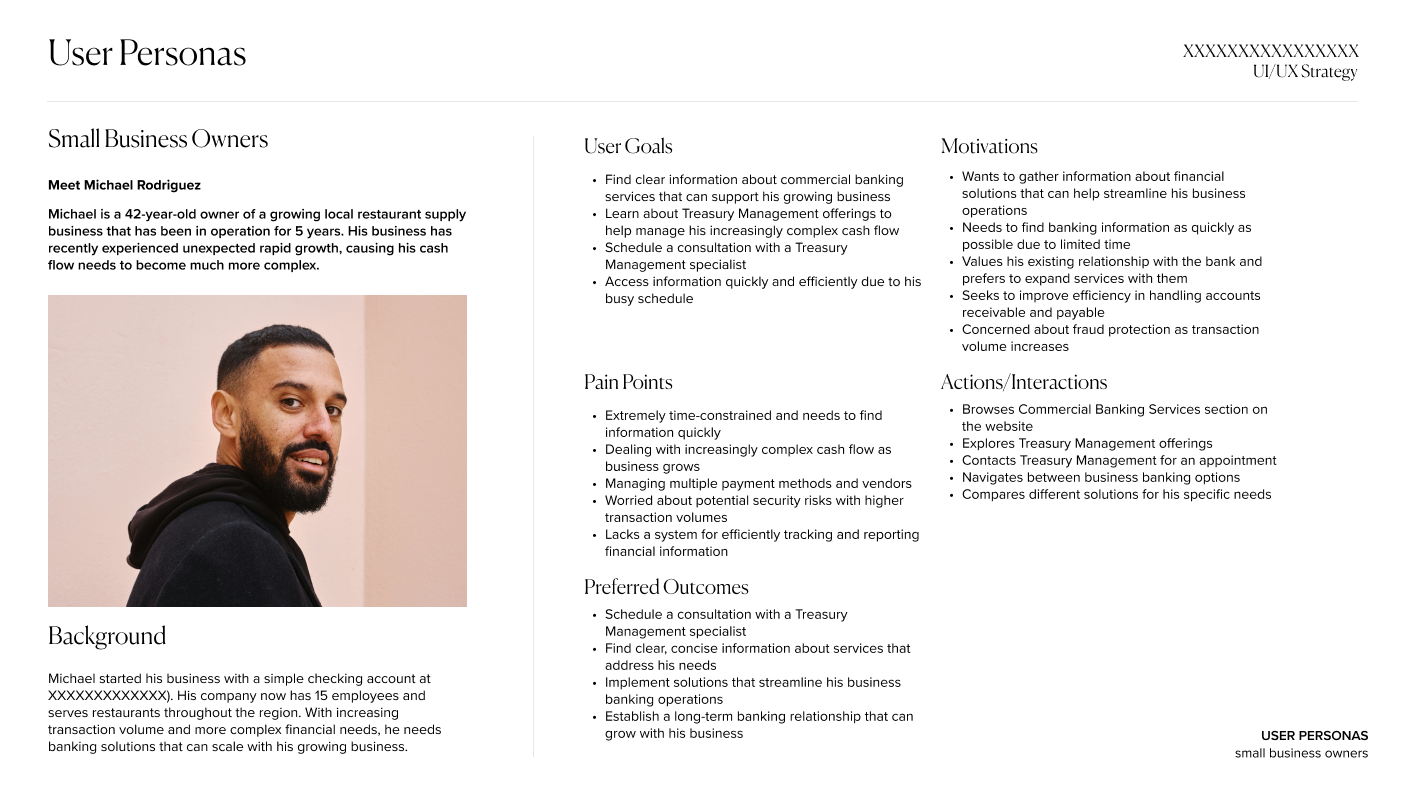 User Personas
XXXXXXXXXXXXXXXX
UI/UX Strategy
Small Business Owners
Meet Michael Rodriguez
Michael is a 42-year-old owner of a growing local restaurant supply
business that has been in operation for 5 years. His business has
recently experienced unexpected rapid growth, causing his cash
flow needs to become much more complex.
Background
Michael started his business with a simple checking account at
XXXXXXXXXXXXX). His company now has 15 employees and
serves restaurants throughout the region. With increasing
transaction volume and more complex financial needs, he needs
banking solutions that can scale with his growing business.
User Goals
• Find clear information about commercial banking
services that can support his growing business
• Learn about Treasury Management offerings to
help manage his increasingly complex cash flow
• Schedule a consultation with a Treasury
Management specialist
• Access information quickly and efficiently due to his
busy schedule
Motivations
• Wants to gather information about financial
solutions that can help streamline his business
operations
• Needs to find banking information as quickly as
possible due to limited time
• Values his existing relationship with the bank and
prefers to expand services with them
• Seeks to improve efficiency in handling accounts
receivable and payable
• Concerned about fraud protection as transaction
volume increases
Pain Points
• Extremely time-constrained and needs to find
information quickly
• Dealing with increasingly complex cash flow as
business grows
• Managing multiple payment methods and vendors
• Worried about potential security risks with higher
transaction volumes
• Lacks a system for efficiently tracking and reporting
financial information
Actions/Interactions
• Browses Commercial Banking Services section on
the website
• Explores Treasury Management offerings
• Contacts Treasury Management for an appointment
• Navigates between business banking options
• Compares different solutions for his specific needs
Preferred Outcomes
• Schedule a consultation with a Treasury
Management specialist
• Find clear, concise information about services that
address his needs
• Implement solutions that streamline his business
banking operations
• Establish a long-term banking relationship that can
grow with his business
USER PERSONAS
small business owners